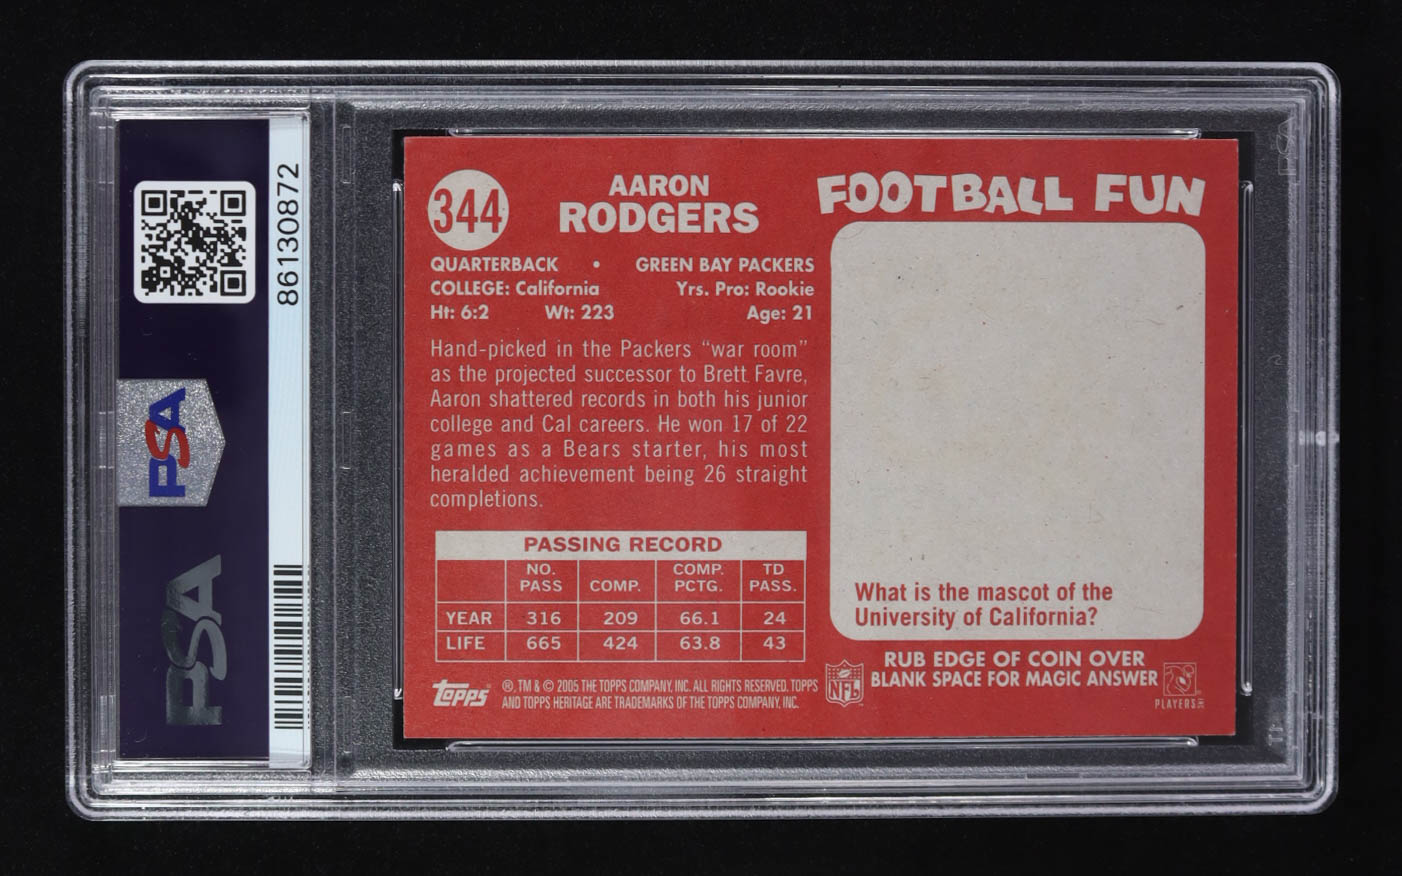 86130872
PSA
PSA
344
AARON
RODGERS
QUARTERBACK • GREEN BAY PACKERS
COLLEGE: California Yrs. Pro: Rookie
Ht: 6:2 Wt: 223 Age: 21
Hand-picked in the Packers “war room”
as the projected successor to Brett Favre,
Aaron shattered records in both his junior
college and Cal careers. He won 17 of 22
games as a Bears starter, his most
heralded achievement being 26 straight
completions.
PASSING RECORD
NO. PASS COMP. COMP. PCTG. TD PASS.
YEAR 316 209 66.1 24
LIFE 665 424 63.8 43
Topps
®, TM & © 2005 THE TOPPS COMPANY, INC. ALL RIGHTS RESERVED. TOPPS
AND TOPPS HERITAGE ARE TRADEMARKS OF THE TOPPS COMPANY, INC.
FOOTBALL FUN
What is the mascot of the
University of California?
RUB EDGE OF COIN OVER
BLANK SPACE FOR MAGIC ANSWER
NFL
PLAYERS